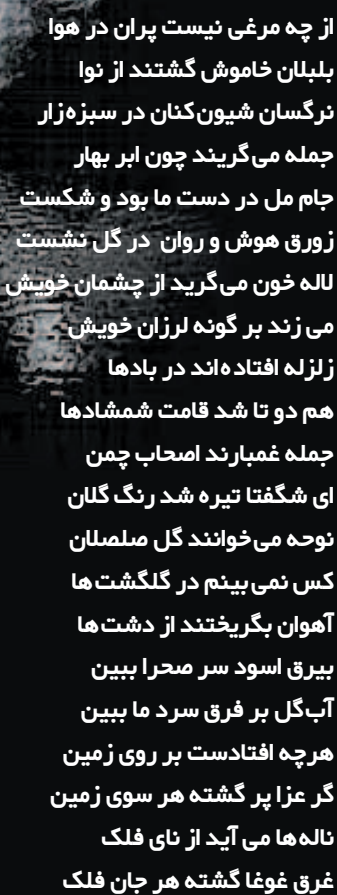 از چه مرغی نیست پران در هوا
بلبلان خاموش گشتند از نوا
نرگسان شیون‌کنان در سبزه‌زار
جمله می‌گریند چون ابر بهار
جام مل در دست ما بود و شکست
زورق هوش و روان در گل نشست
لاله خون می‌گرید از چشمان خویش
می زند بر گونه لرزان خویش
زلزله افتاده‌اند در بادها
هم دو تا شد قامت شمشادها
جمله غمبارند اصحاب چمن
ای شگفتا تیره شد رنگ گلان
نوحه می‌خوانند گل صلصلان
کس نمی‌بینم در گلگشت‌ها
آهوان بگریختند از دشت‌ها
بیرق اسود سر صحرا ببین
آب‌گل بر فرق سرد ما ببین
هرچه افتادست بر روی زمین
گر عزا پر گشته هر سوی زمین
ناله‌ها می آید از نای فلک
غرق غوغا گشته هر جان فلک